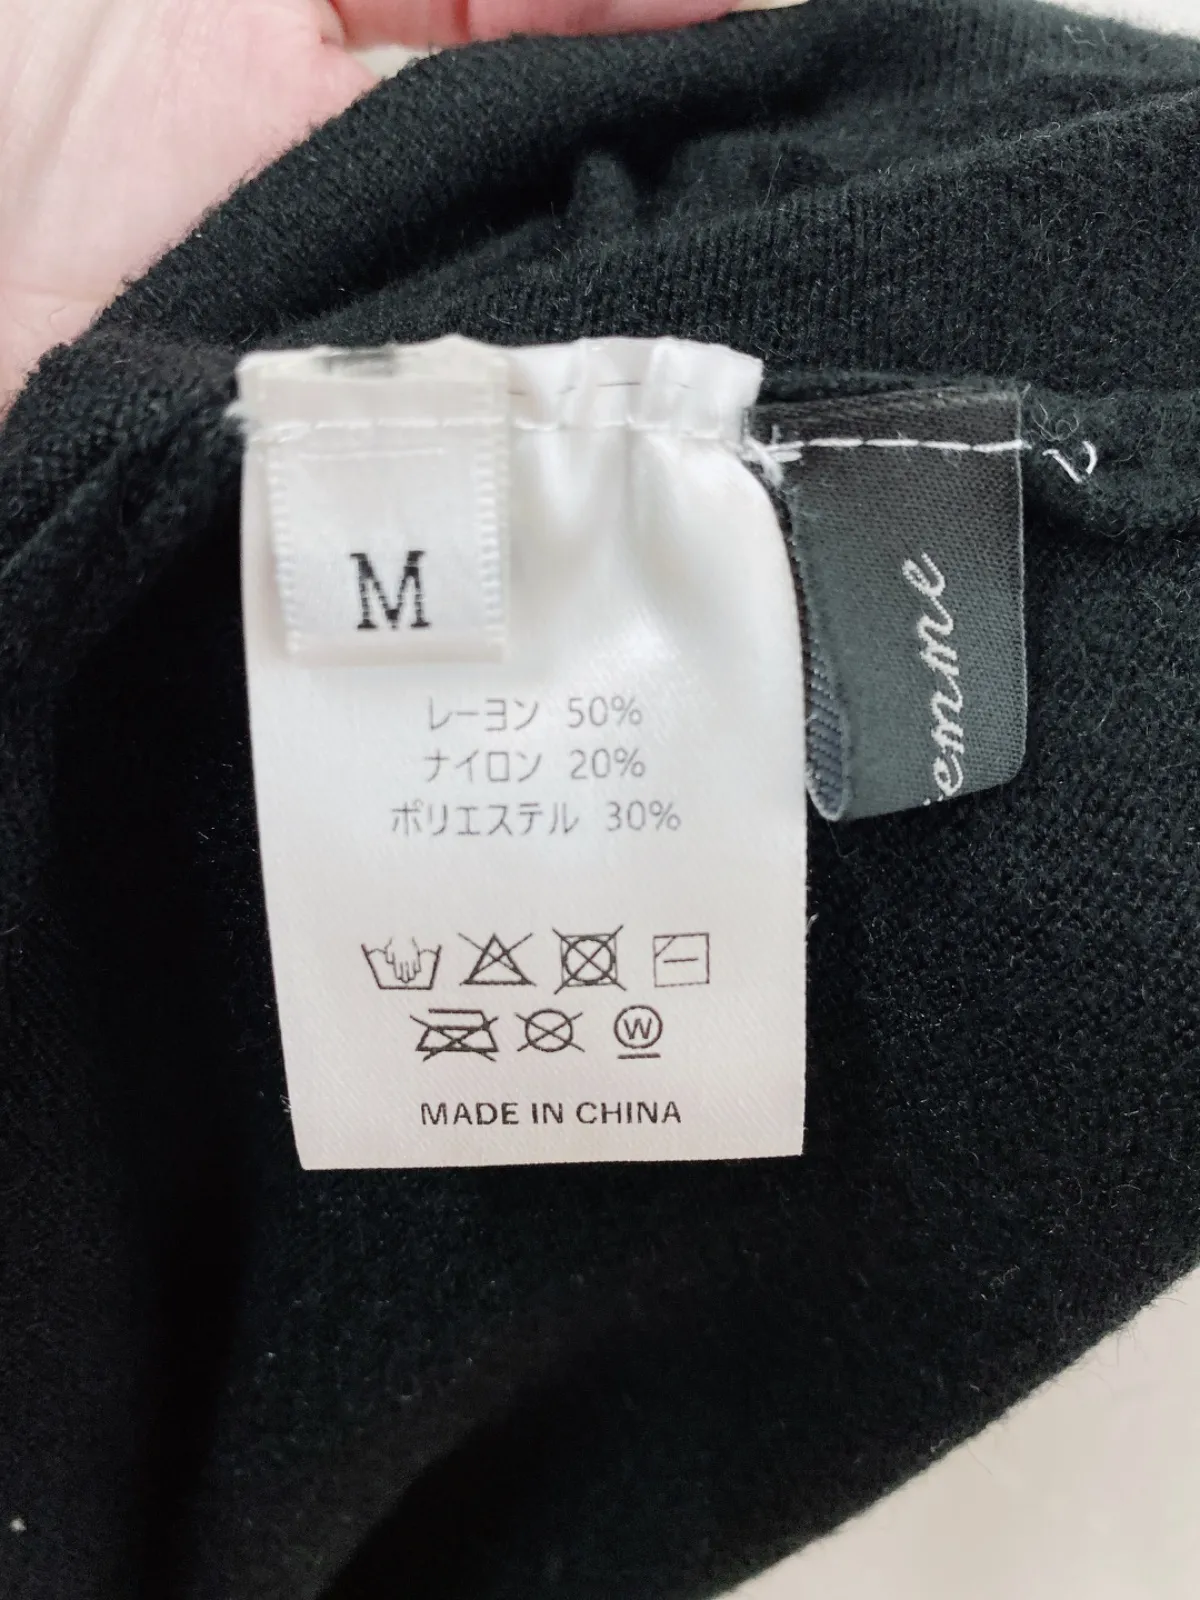 M
レーヨン 50%
ナイロン 20%
ポリエステル 30%
W
MADE IN CHINA
emme